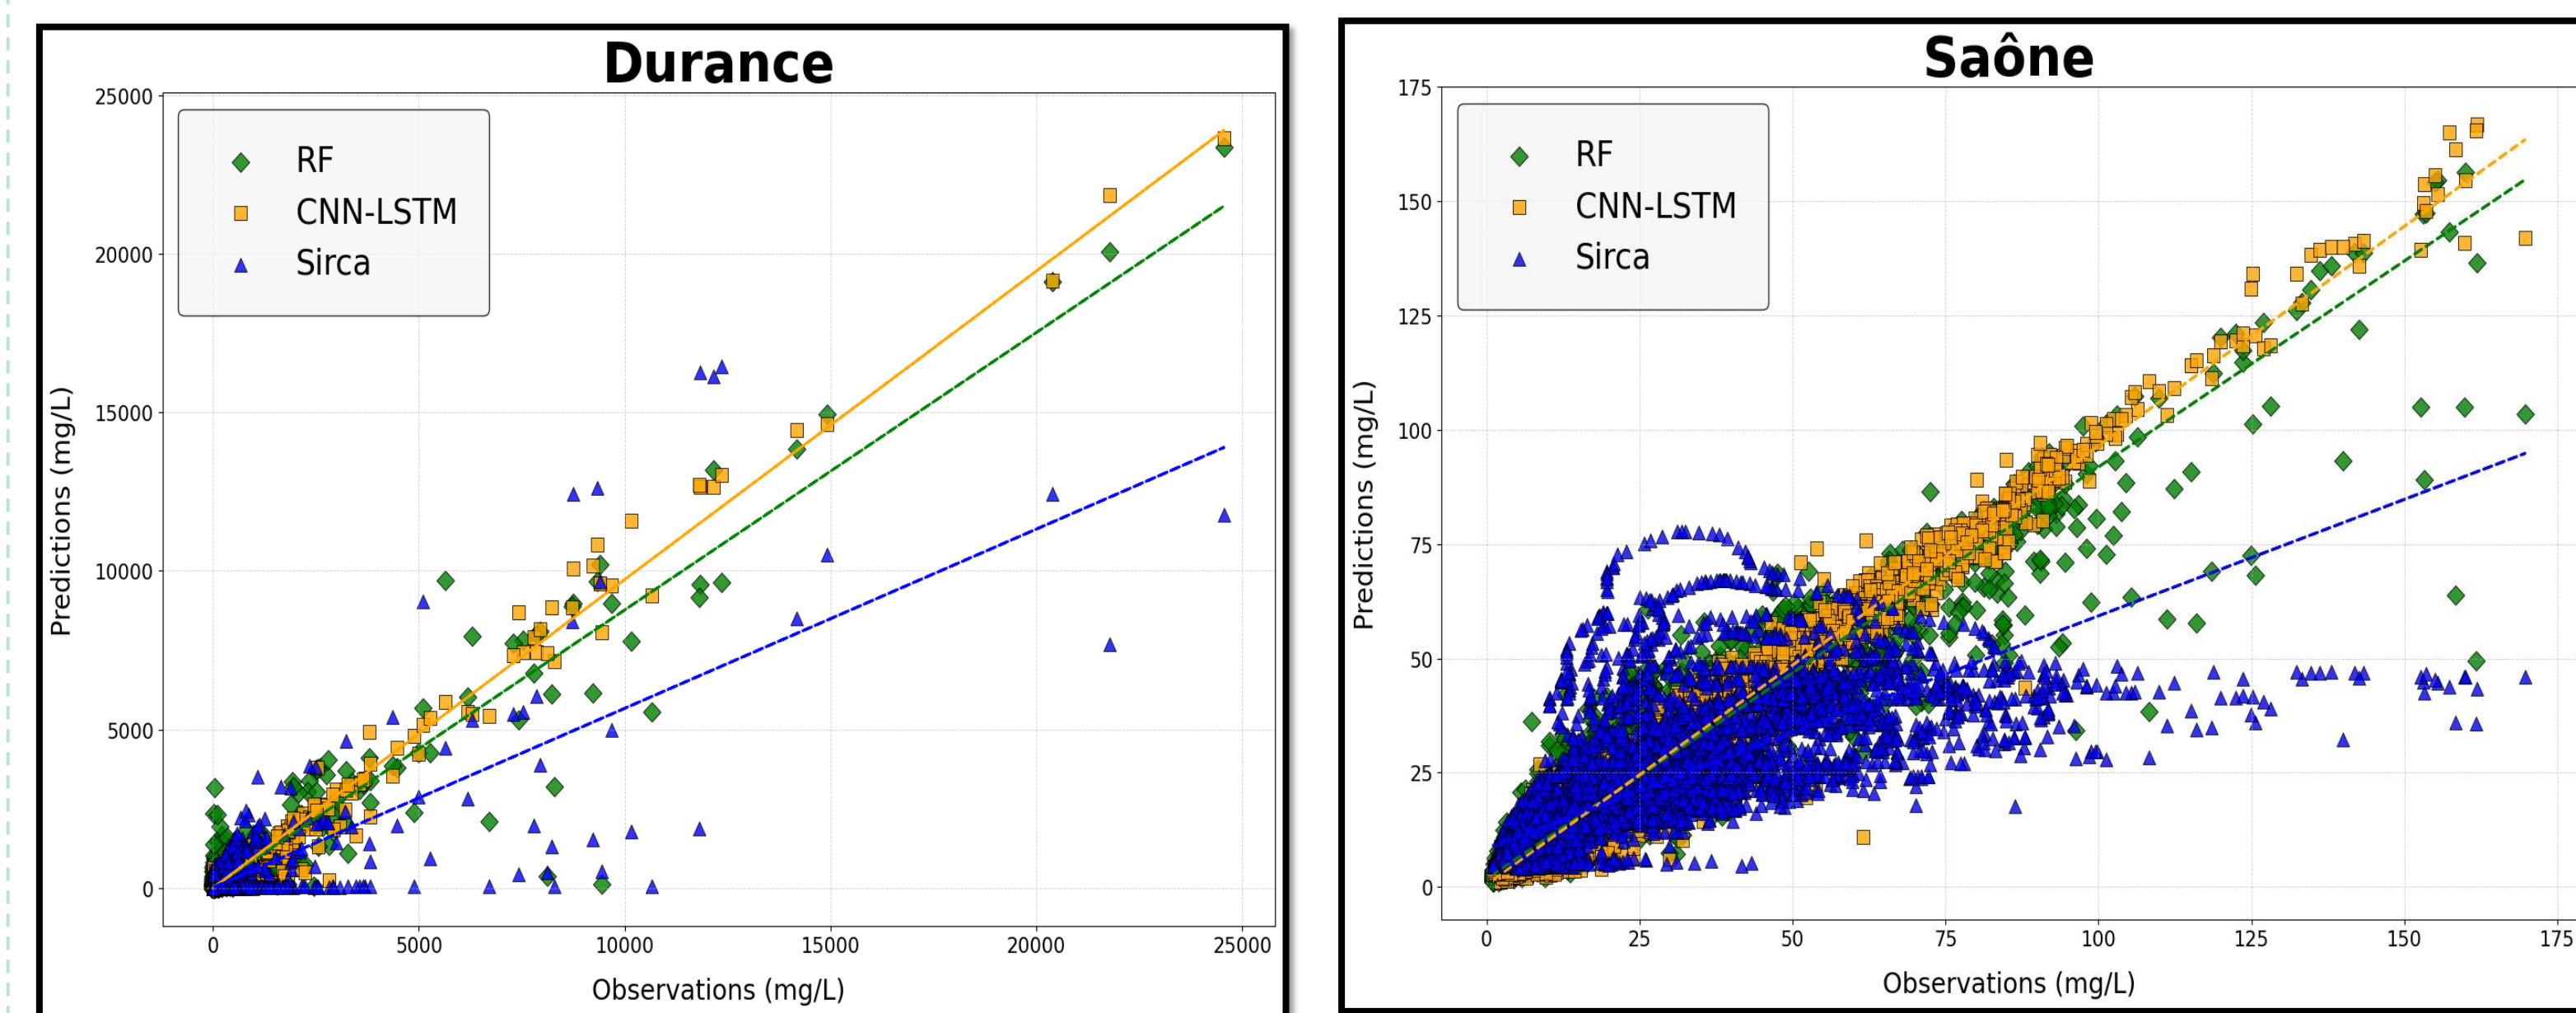 Durance
25000
20000
15000
10000
5000
0
Predictions (mg/L)
RF
CNN-LSTM
Sirca
0 5000 10000 15000 20000 25000
Observations (mg/L)
Saône
175
150
125
100
75
50
25
0
Predictions (mg/L)
RF
CNN-LSTM
Sirca
0 25 50 75 100 125 150 175
Observations (mg/L)